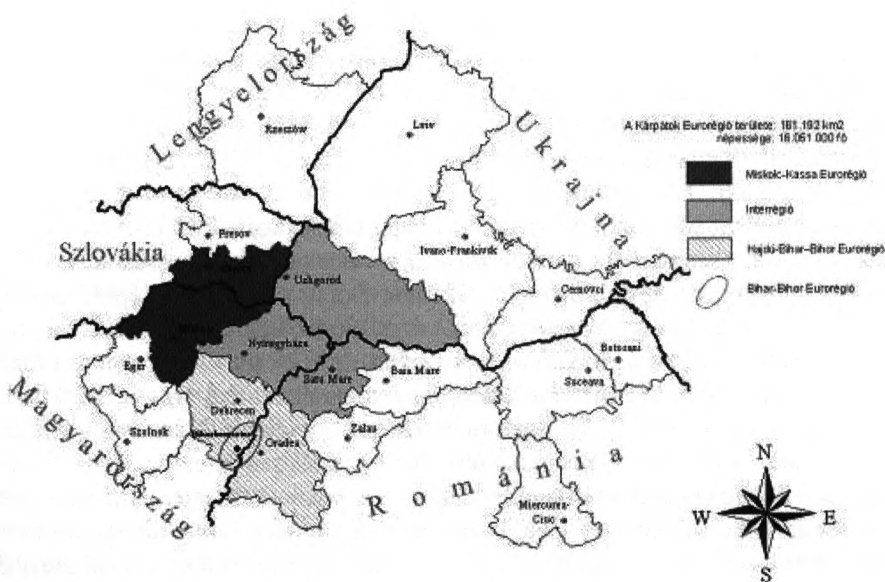 Lengyelország
Ukrajna
Rzeszów
Lviv
A Kárpátok Eurorégió területe: 161.192 km2
népessége: 16.051.000 fő
Miskolc-Kassa Eurorégió
Interrégió
Hajdú-Bihar-Bihor Eurorégió
Bihar-Bihor Eurorégió
Presov
Szlovákia
Ivano-Frankivsk
Uzhgorod
Cernovci
Nyíregyháza
Eger
Satu Mare
Baia Mare
Botosani
Suceava
Debrecen
Magyarország
Szolnok
Oradea
Zalau
Románia
Miercurea-
Ciuc
N
W
E
S